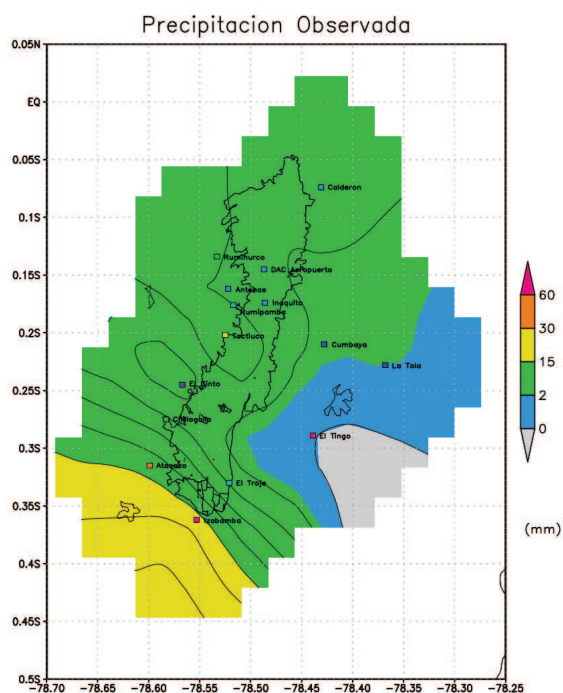 Precipitacion Observada
0.05N
EQ
0.05S
0.1S
0.15S
0.2S
0.25S
0.3S
0.35S
0.4S
0.45S
0.5S
Calderon
Rumihurco
DAC Aeropuerto
Antenas
Inaquito
Rumipamba
Toctiuco
Cumbaya
La Tola
El Cinto
Chillogallo
El Tingo
Atacazo
El Troje
Izobamba
60
30
15
2
0
(mm)
-78.70 -78.65 -78.60 -78.55 -78.50 -78.45 -78.40 -78.35 -78.30 -78.25